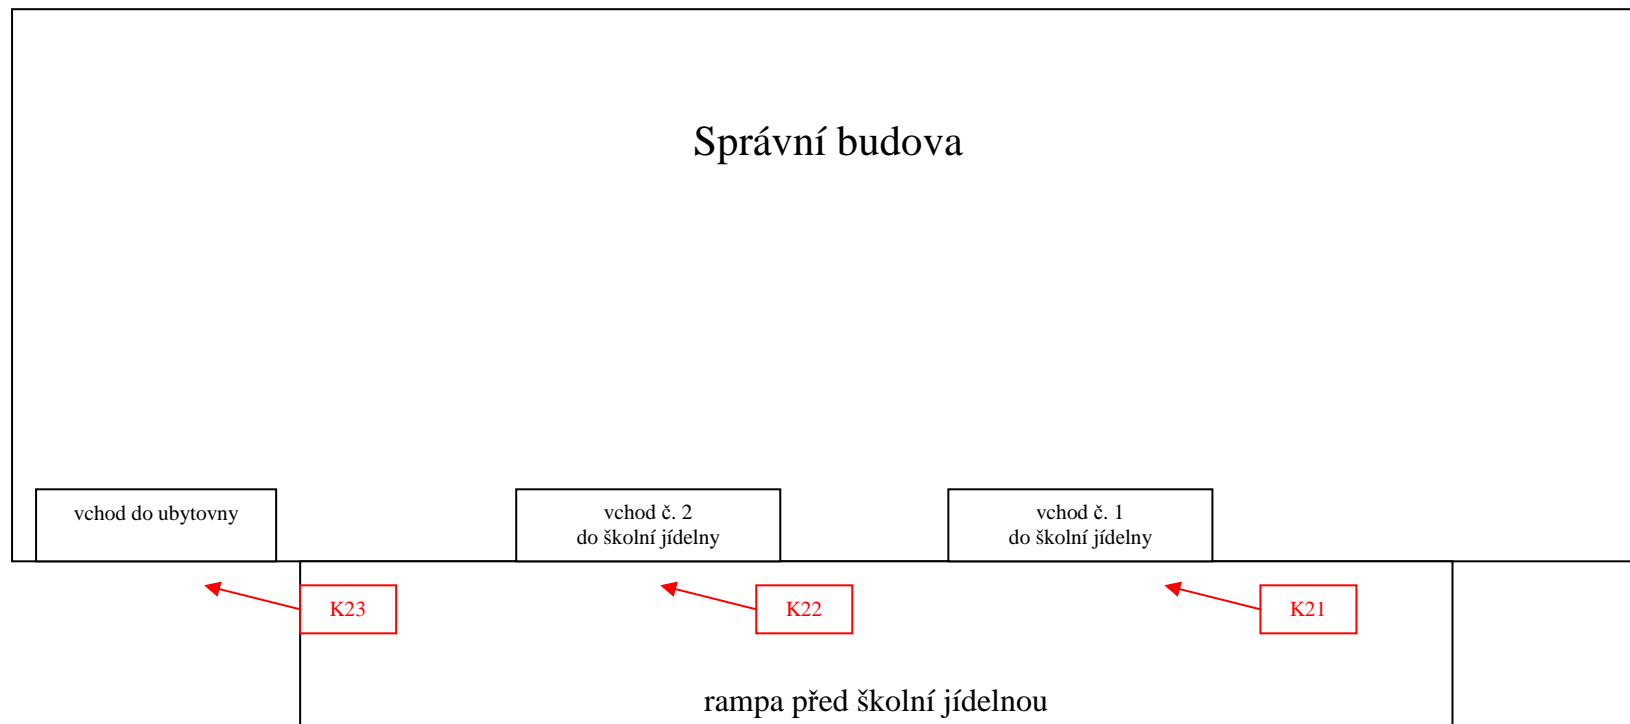 Správní budova
vchod do ubytovny
vchod č. 2
do školní jídelny
vchod č. 1
do školní jídelny
K23
K22
K21
rampa před školní jídelnou